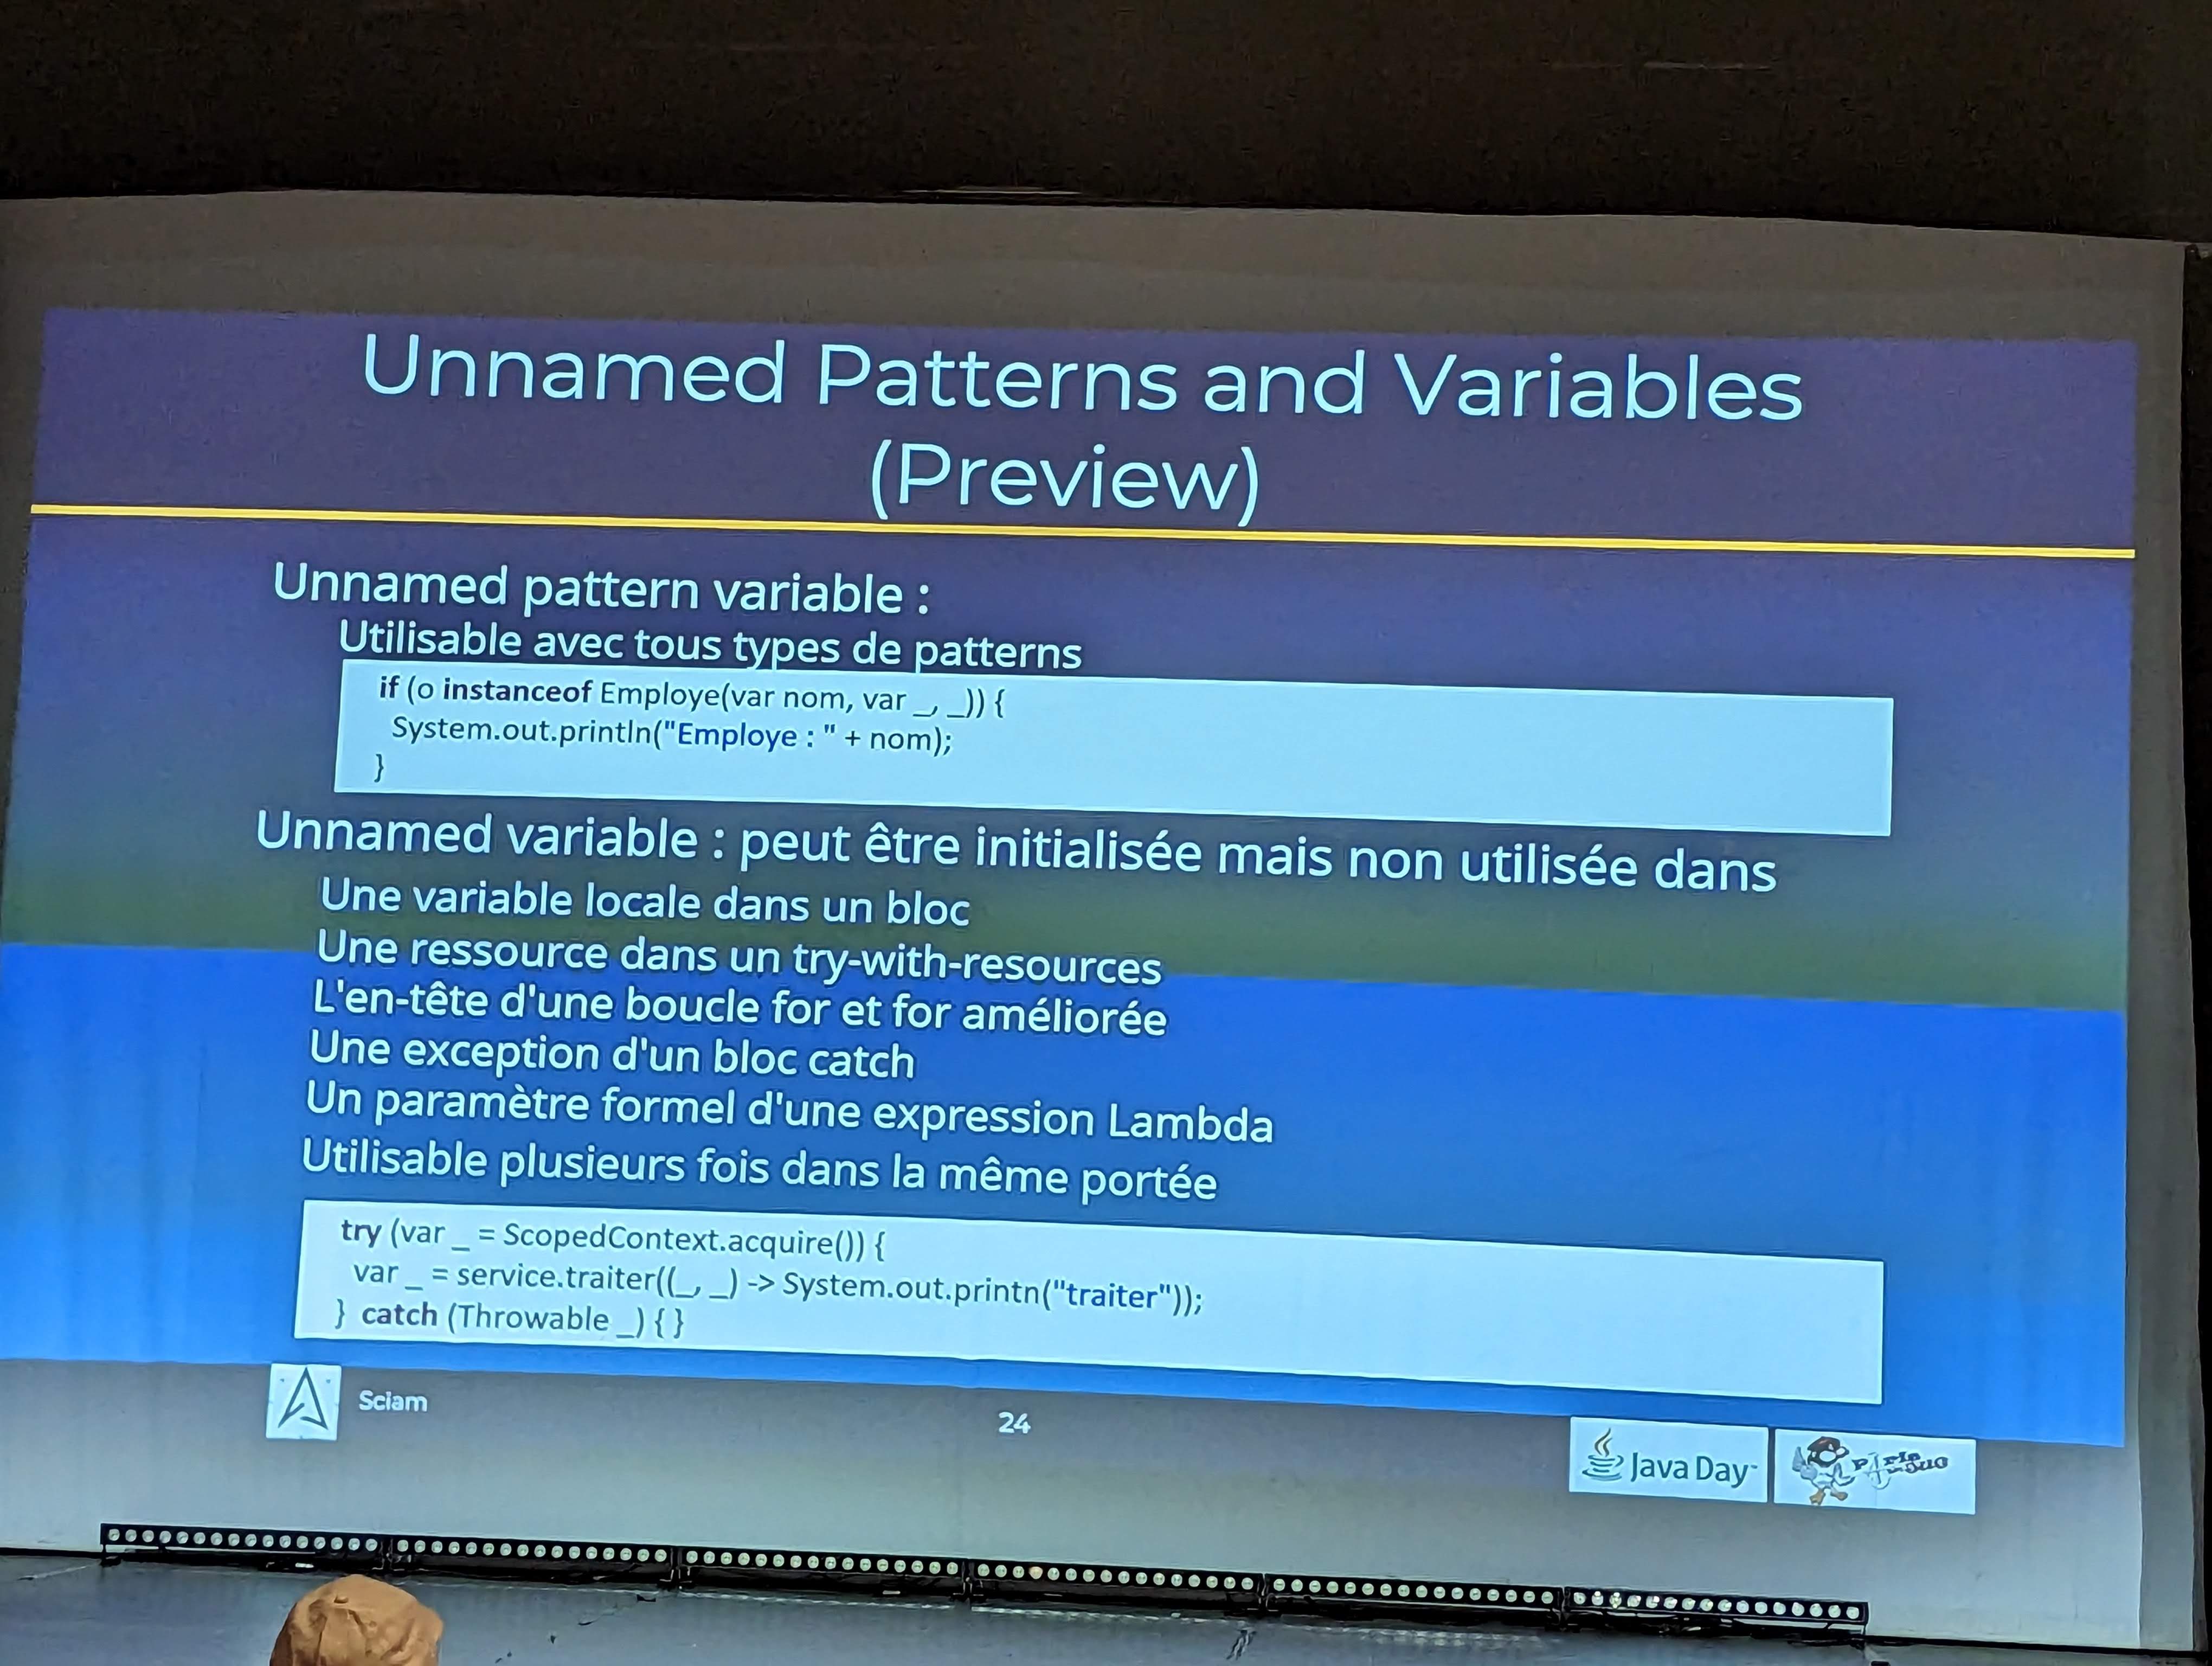 Unnamed Patterns and Variables
(Preview)
Unnamed pattern variable :
Utilisable avec tous types de patterns
if (o instanceof Employe(var nom, var _, _)) {
System.out.println("Employe : " + nom);
}
Unnamed variable : peut être initialisée mais non utilisée dans
Une variable locale dans un bloc
Une ressource dans un try-with-resources
L'en-tête d'une boucle for et for améliorée
Une exception d'un bloc catch
Un paramètre formel d'une expression Lambda
Utilisable plusieurs fois dans la même portée
try (var _ = ScopedContext.acquire()) {
var _ = service.traiter((_, _) -> System.out.printn("traiter"));
} catch (Throwable _) { }
Sciam
24
Java Day
Paris JUG